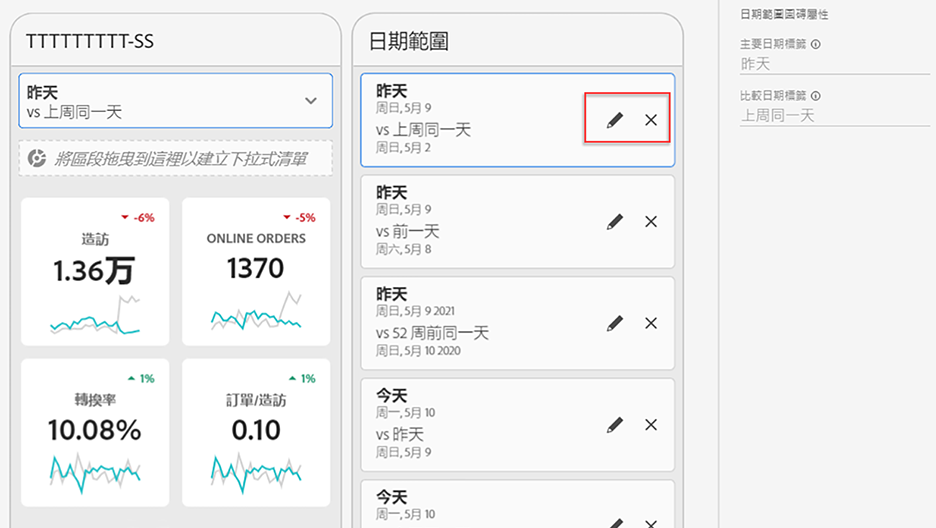 TTTTTTTTT-SS
昨天
vs 上周同一天
將區段拖曳到這裡以建立下拉式清單
-6%
造訪
1.36万
-5%
ONLINE ORDERS
1370
1%
轉換率
10.08%
1%
訂單/造訪
0.10
日期範圍
昨天
周日, 5月 9
vs 上周同一天
周日, 5月 2
昨天
周日, 5月 9
vs 前一天
周六, 5月 8
昨天
周日, 5月 9 2021
vs 52 周前同一天
周日, 5月 10 2020
今天
周一, 5月 10
vs 昨天
周日, 5月 9
今天
周一, 5月 10
日期範圍圖磚屬性
主要日期標籤
昨天
比較日期標籤
上周同一天